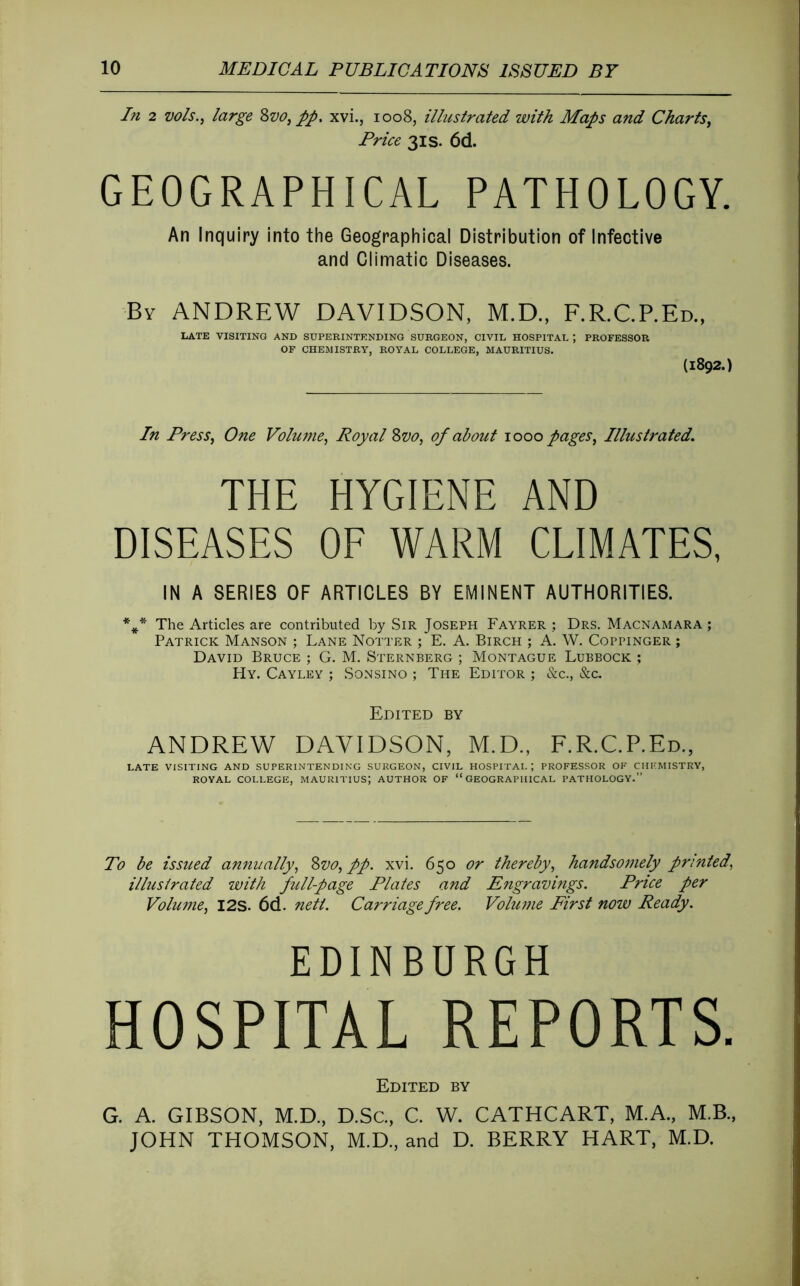 10 MEDICAL PUBLICATIONS ISSUED BY
In 2 vols., large 8vo, pp. xvi., 1008, illustrated with Maps and Charts,
Price 31s. 6d.
GEOGRAPHICAL PATHOLOGY.
An Inquiry into the Geographical Distribution of Infective
and Climatic Diseases.
By ANDREW DAVIDSON, M.D., F.R.C.P.Ed.,
LATE VISITING AND SUPERINTENDING SURGEON, CIVIL HOSPITAL; PROFESSOR
OF CHEMISTRY, ROYAL COLLEGE, MAURITIUS.
(1892.)
In Press, One Volume, Royal 8vo, of about 1000 pages, Illustrated.
THE HYGIENE AND
DISEASES OF WARM CLIMATES,
IN A SERIES OF ARTICLES BY EMINENT AUTHORITIES.
*** The Articles are contributed by Sir Joseph Fayrer ; Drs. Macnamara ;
Patrick Manson ; Lane Notter ; E. A. Birch ; A. W. Coppinger ;
David Bruce ; G. M. Sternberg ; Montague Lubbock ;
Hy. Cayley ; Sonsino ; The Editor ; &c., &c.
Edited by
ANDREW DAVIDSON, M.D., F.R.C.P.Ed.,
LATE VISITING AND SUPERINTENDING SURGEON, CIVIL HOSPITAL; PROFESSOR OF CHEMISTRY,
ROYAL COLLEGE, MAURITIUS; AUTHOR OF “GEOGRAPHICAL PATHOLOGY.”
To be issued annually, 8vo, pp. xvi. 650 or thereby, handsomely printed,
illustrated with full-page Plates and Engravings. Price per
Volume, 12s. 6d. nett. Carriage free. Volume First now Ready.
EDINBURGH
HOSPITAL REPORTS.
Edited by
G. A. GIBSON, M.D., D.Sc., C. W. CATHCART, M.A., M.B.,
JOHN THOMSON, M.D., and D. BERRY HART, M.D.